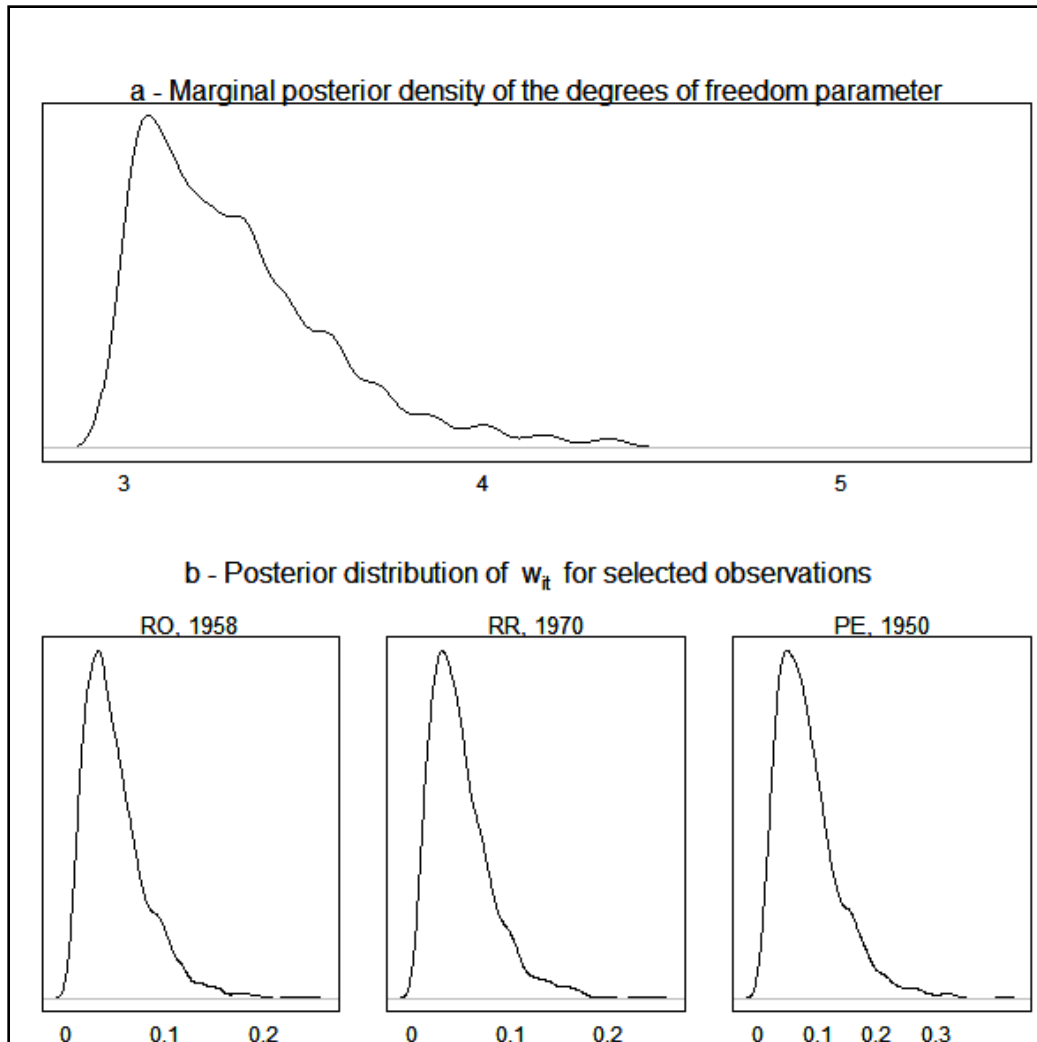 a - Marginal posterior density of the degrees of freedom parameter
3 4 5
b - Posterior distribution of wit for selected observations
RO, 1958 RR, 1970 PE, 1950
0 0.1 0.2 0 0.1 0.2 0 0.1 0.2 0.3